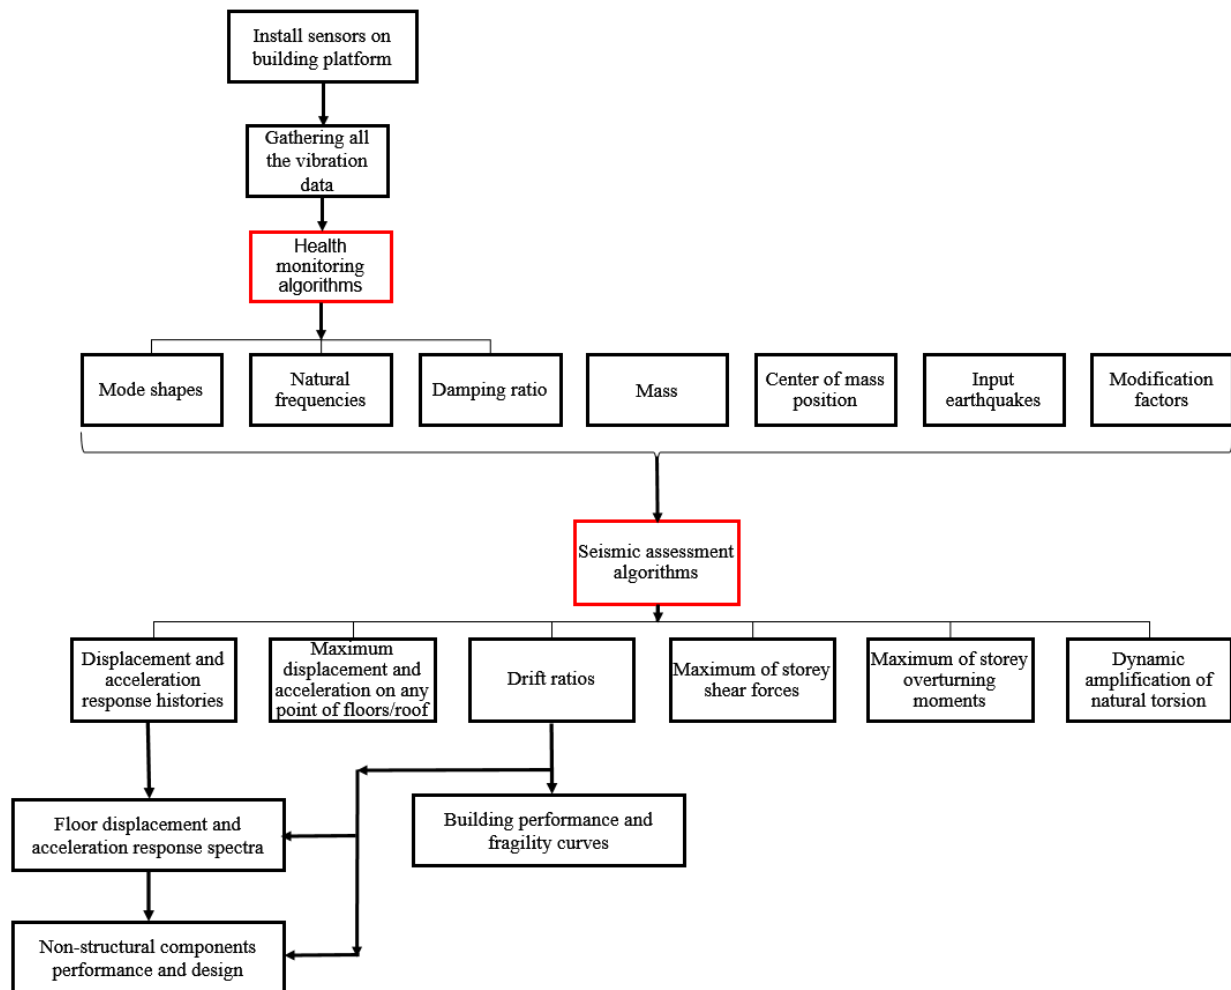 Install sensors on
building platform
Gathering all
the vibration
data
Health
monitoring
algorithms
Mode shapes
Natural
frequencies
Damping ratio
Mass
Center of mass
position
Input
earthquakes
Modification
factors
Seismic assessment
algorithms
Displacement and
acceleration
response histories
Maximum
displacement and
acceleration on any
point of floors/roof
Drift ratios
Maximum of storey
shear forces
Maximum of storey
overturning
moments
Dynamic
amplification of
natural torsion
Floor displacement and
acceleration response spectra
Building performance and
fragility curves
Non-structural components
performance and design